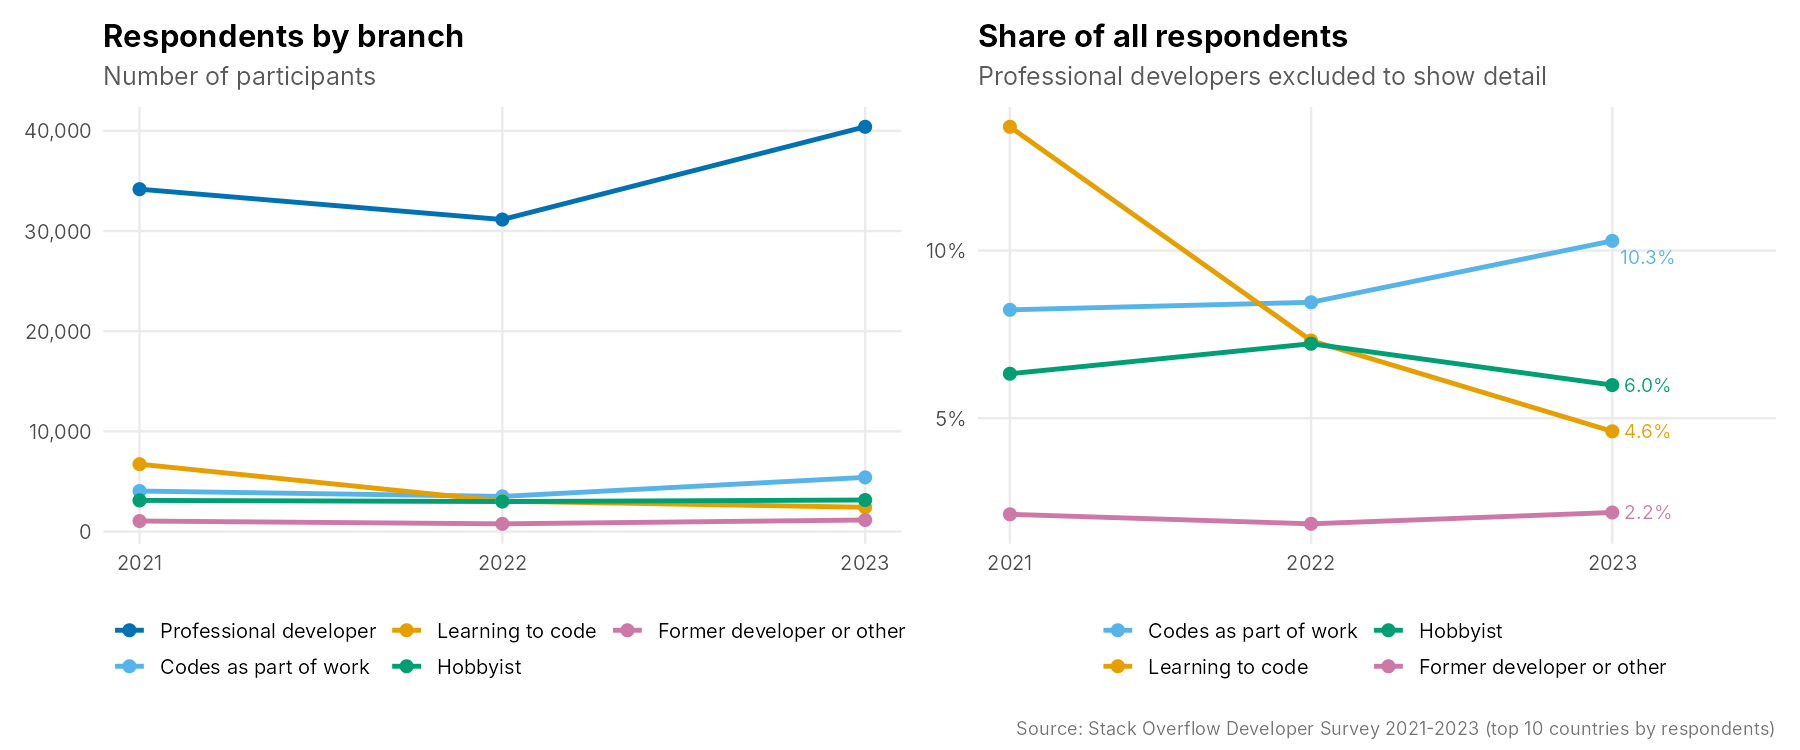 Respondents by branch
Number of participants
40,000
30,000
20,000
10,000
0
2021 2022 2023
Professional developer Learning to code Former developer or other
Codes as part of work Hobbyist
Share of all respondents
Professional developers excluded to show detail
10%
5%
10.3%
6.0%
4.6%
2.2%
2021 2022 2023
Codes as part of work Hobbyist
Learning to code Former developer or other
Source: Stack Overflow Developer Survey 2021-2023 (top 10 countries by respondents)